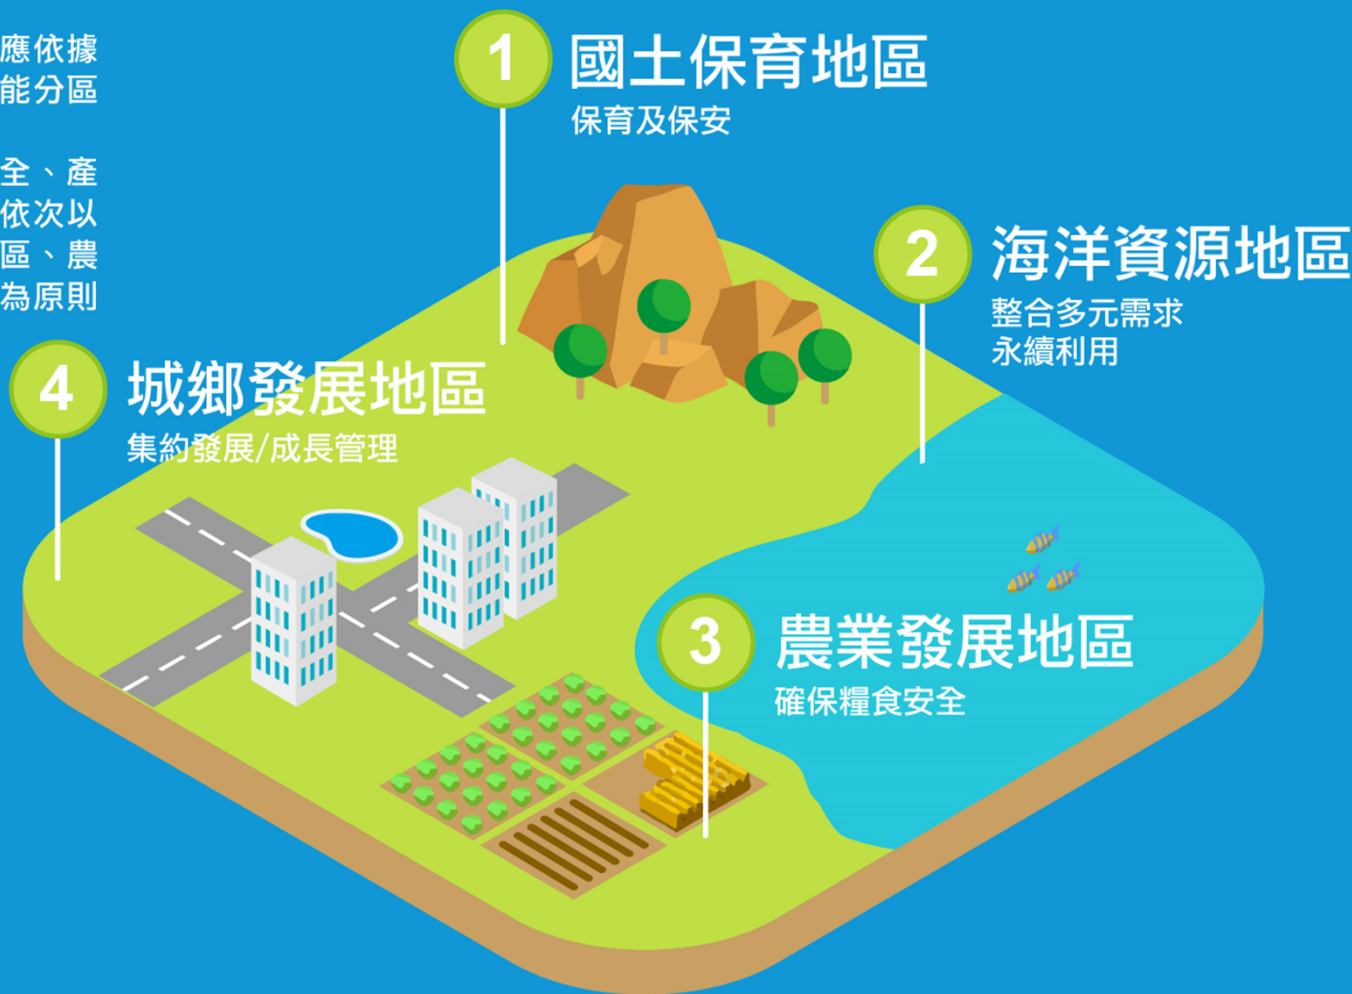 應依據
能分區
全、產
依次以
區、農
為原則
1
國土保育地區
保育及保安
2
海洋資源地區
整合多元需求
永續利用
3
農業發展地區
確保糧食安全
4
城鄉發展地區
集約發展/成長管理